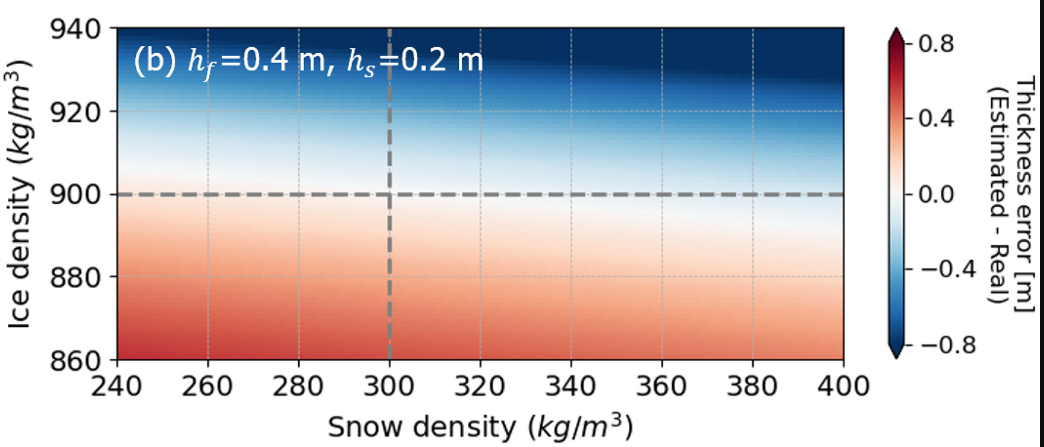 (b) h_f=0.4 m, h_s=0.2 m
940
920
900
880
860
Ice density (kg/m³)
240 260 280 300 320 340 360 380 400
Snow density (kg/m³)
0.8
0.4
0.0
−0.4
−0.8
Thickness error [m]
(Estimated - Real)